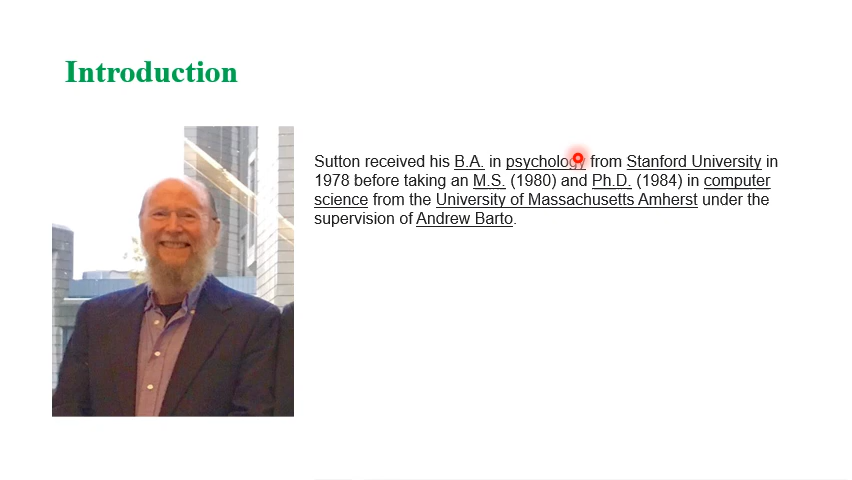 Introduction
Sutton received his B.A. in psychology from Stanford University in
1978 before taking an M.S. (1980) and Ph.D. (1984) in computer
science from the University of Massachusetts Amherst under the
supervision of Andrew Barto.